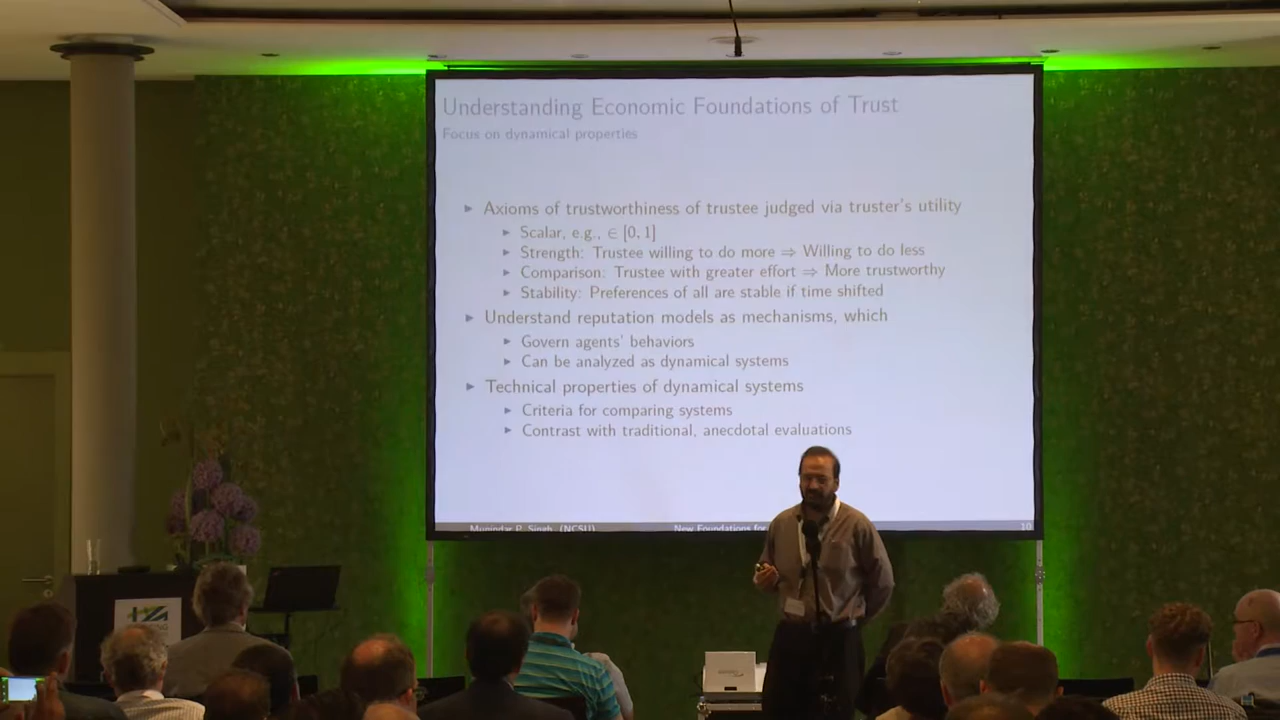 Understanding Economic Foundations of Trust
Focus on dynamical properties
▶ Axioms of trustworthiness of trustee judged via truster's utility
▶ Scalar, e.g., ∈ [0, 1]
▶ Strength: Trustee willing to do more ⇒ Willing to do less
▶ Comparison: Trustee with greater effort ⇒ More trustworthy
▶ Stability: Preferences of all are stable if time shifted
▶ Understand reputation models as mechanisms, which
▶ Govern agents' behaviors
▶ Can be analyzed as dynamical systems
▶ Technical properties of dynamical systems
▶ Criteria for comparing systems
▶ Contrast with traditional, anecdotal evaluations
Munindar P. Singh (NCSU) New Foundations for 10